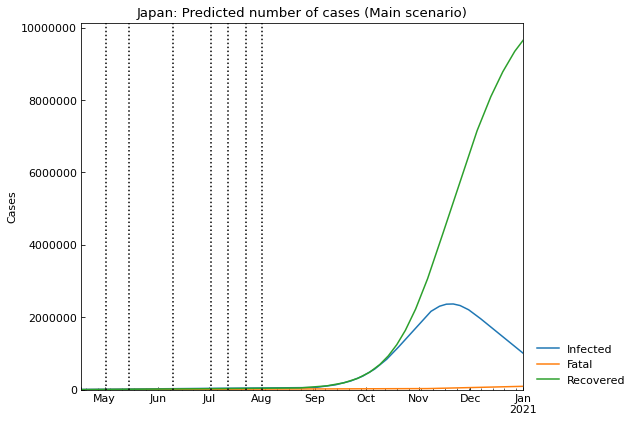 Japan: Predicted number of cases (Main scenario)
10000000
8000000
6000000
4000000
2000000
0
Cases
May Jun Jul Aug Sep Oct Nov Dec Jan
2021
Infected
Fatal
Recovered